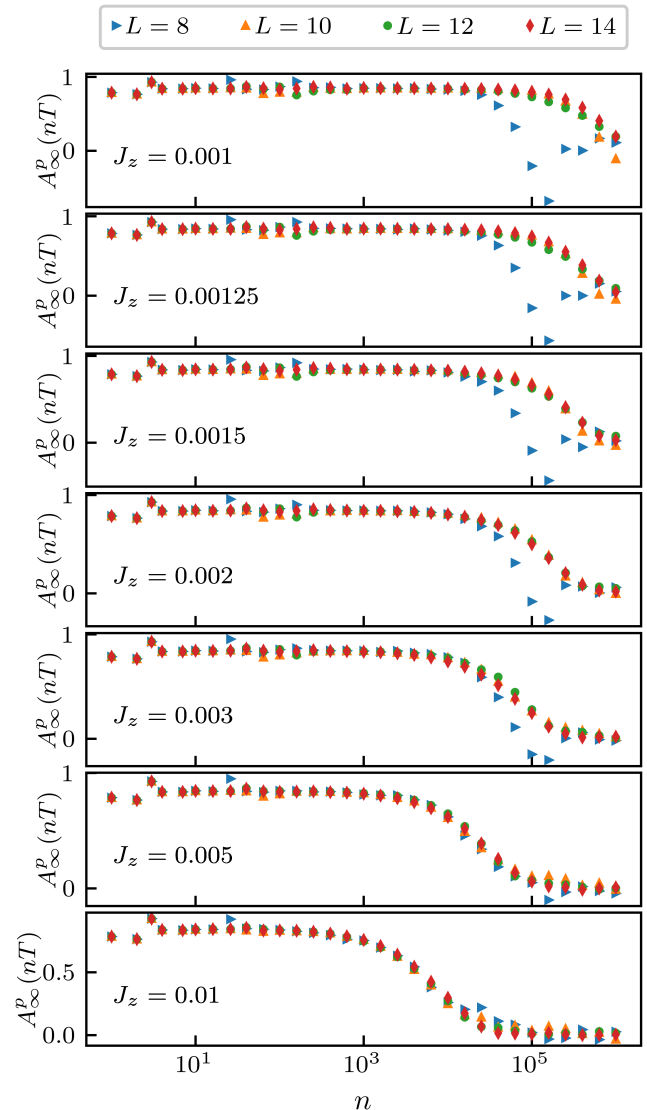 L = 8 L = 10 L = 12 L = 14
1
0
A^p_∞(nT)
J_z = 0.001
1
0
A^p_∞(nT)
J_z = 0.00125
1
0
A^p_∞(nT)
J_z = 0.0015
1
0
A^p_∞(nT)
J_z = 0.002
1
0
A^p_∞(nT)
J_z = 0.003
1
0
A^p_∞(nT)
J_z = 0.005
0.5
0.0
A^p_∞(nT)
J_z = 0.01
10^1 10^3 10^5
n